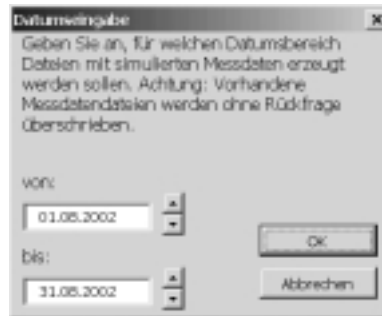 Datumseingabe
Geben Sie an, für welchen Datumsbereich
Dateien mit simulierten Messdaten erzeugt
werden sollen. Achtung: Vorhandene
Messdatendateien werden ohne Rückfrage
überschrieben.
von:
01.08.2002
OK
bis:
31.08.2002
Abbrechen